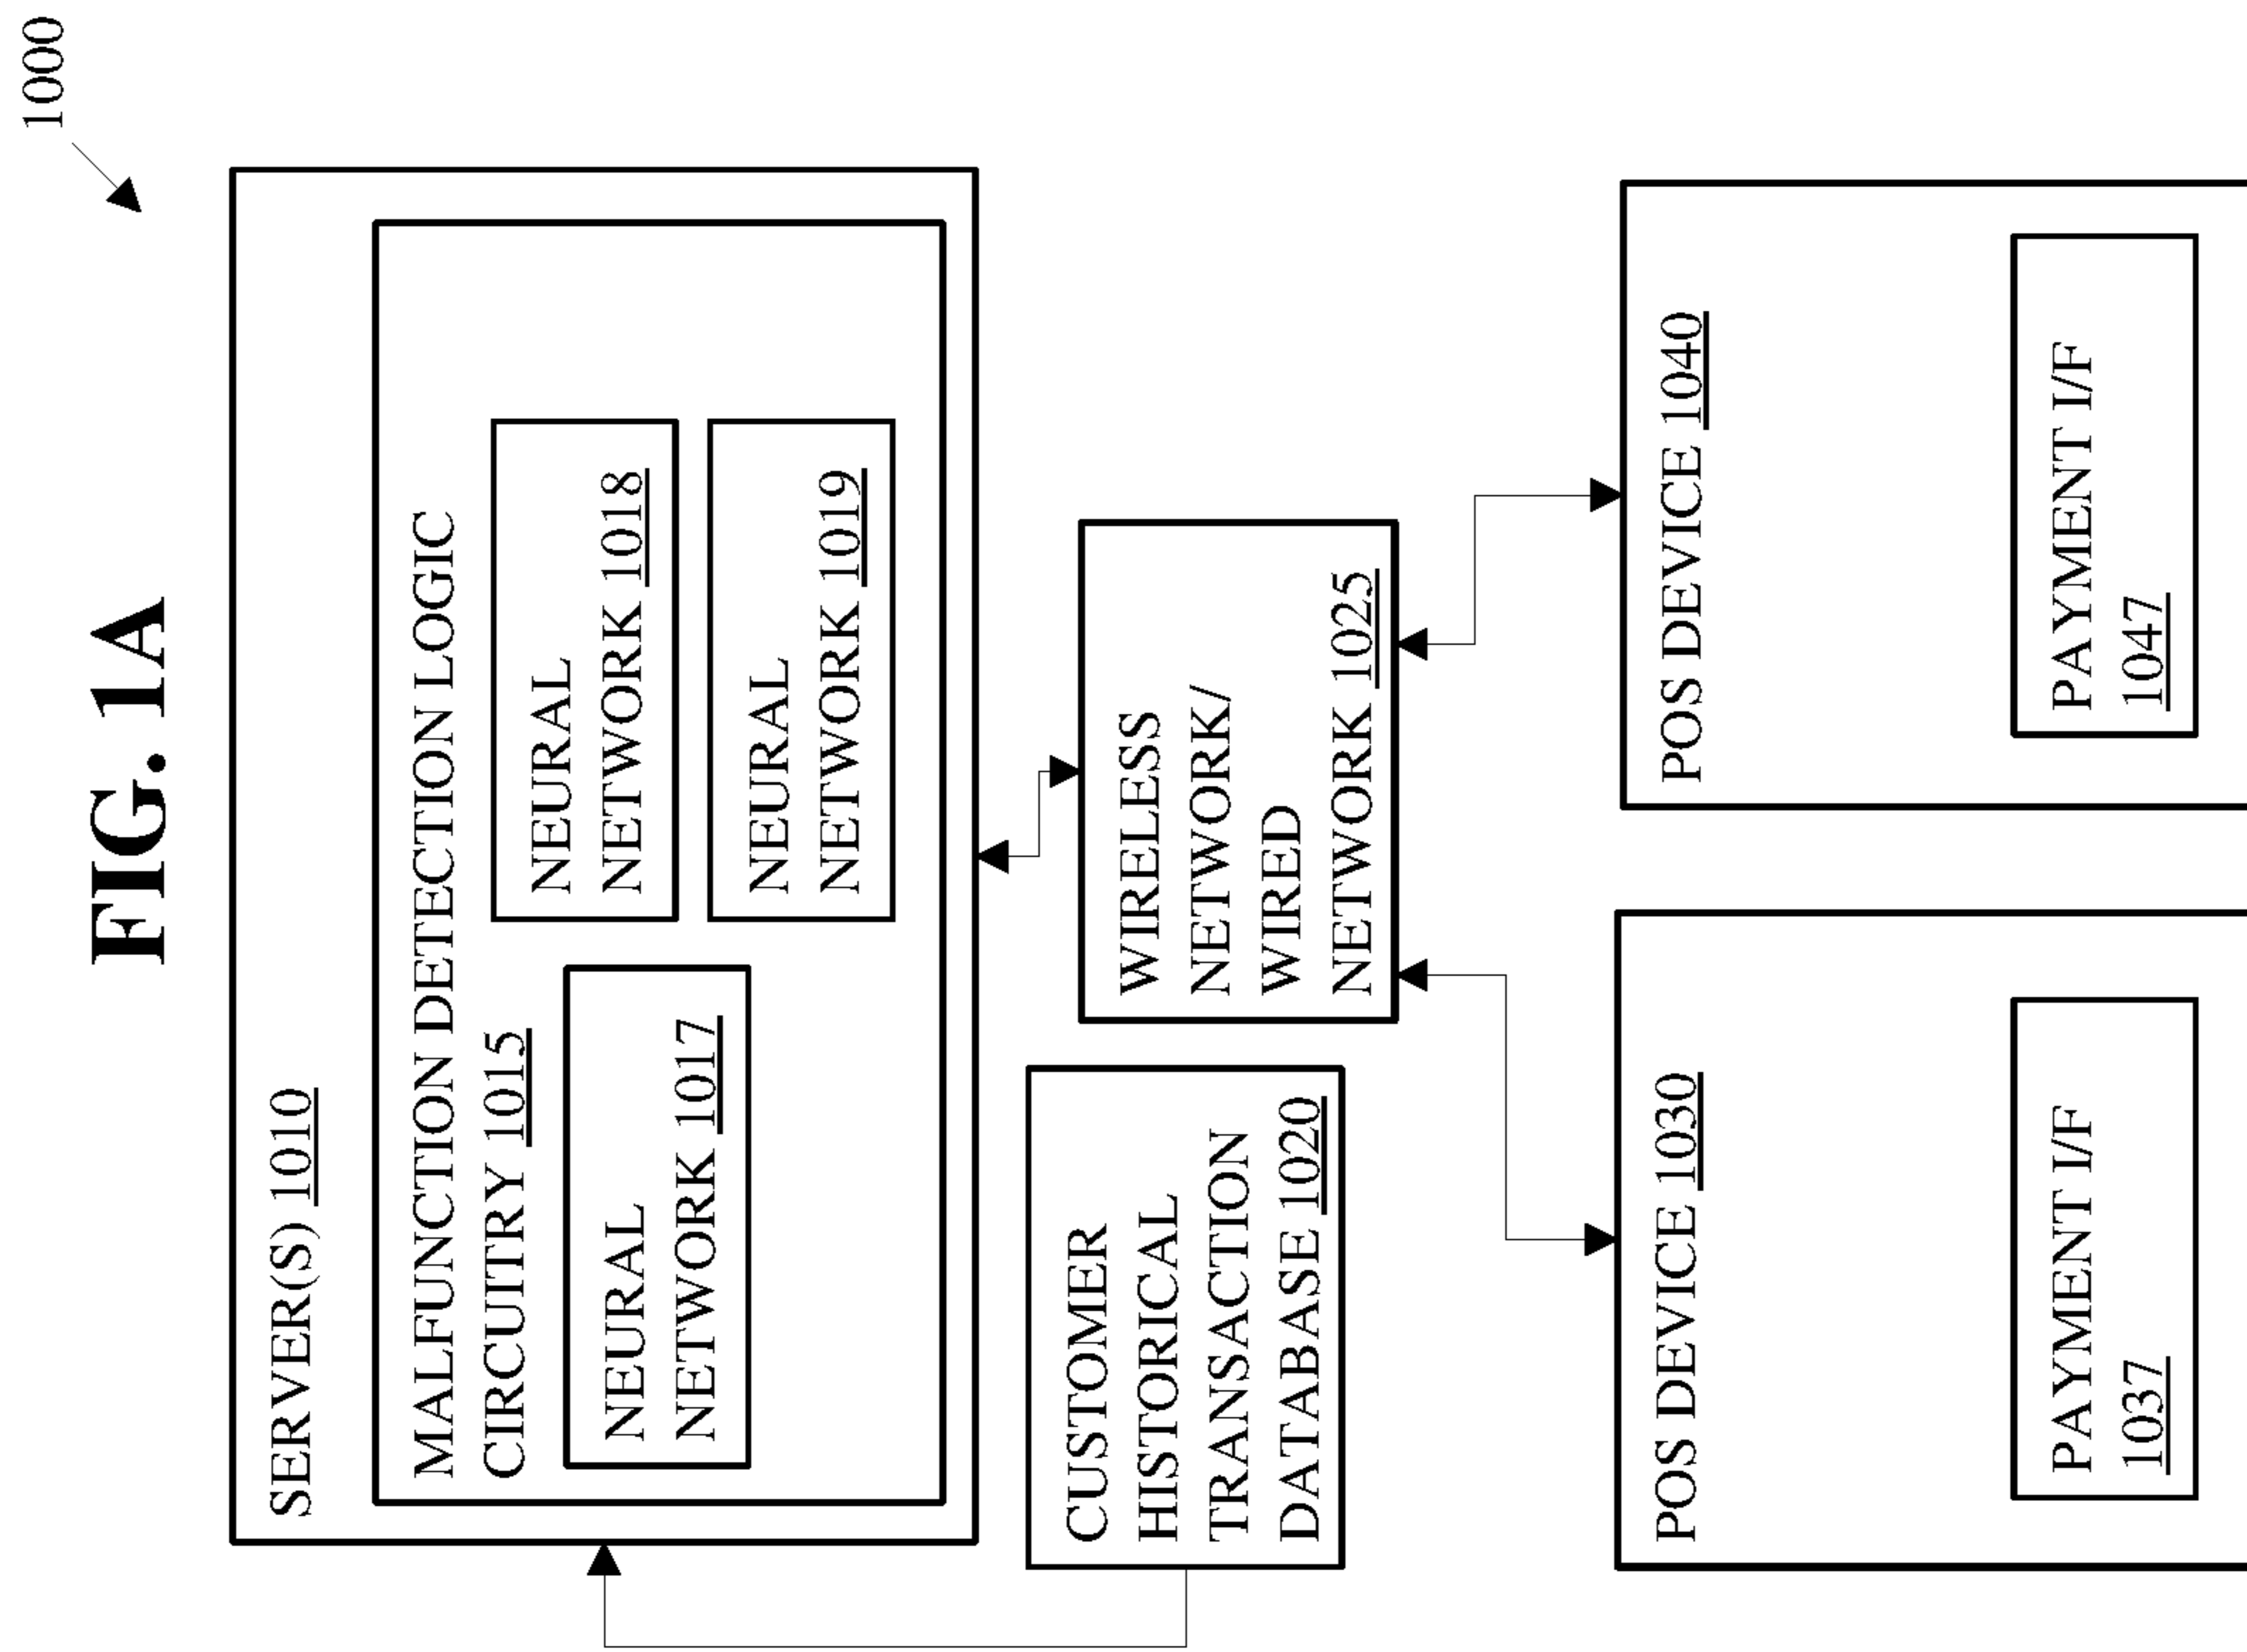 FIG. 1A
1000
SERVER(S) 1010
MALFUNCTION DETECTION LOGIC
CIRCUITRY 1015
NEURAL
NETWORK 1017
NEURAL
NETWORK 1018
NEURAL
NETWORK 1019
CUSTOMER
HISTORICAL
TRANSACTION
DATABASE 1020
WIRELESS
NETWORK/
WIRED
NETWORK 1025
POS DEVICE 1030
PAYMENT I/F
1037
POS DEVICE 1040
PAYMENT I/F
1047